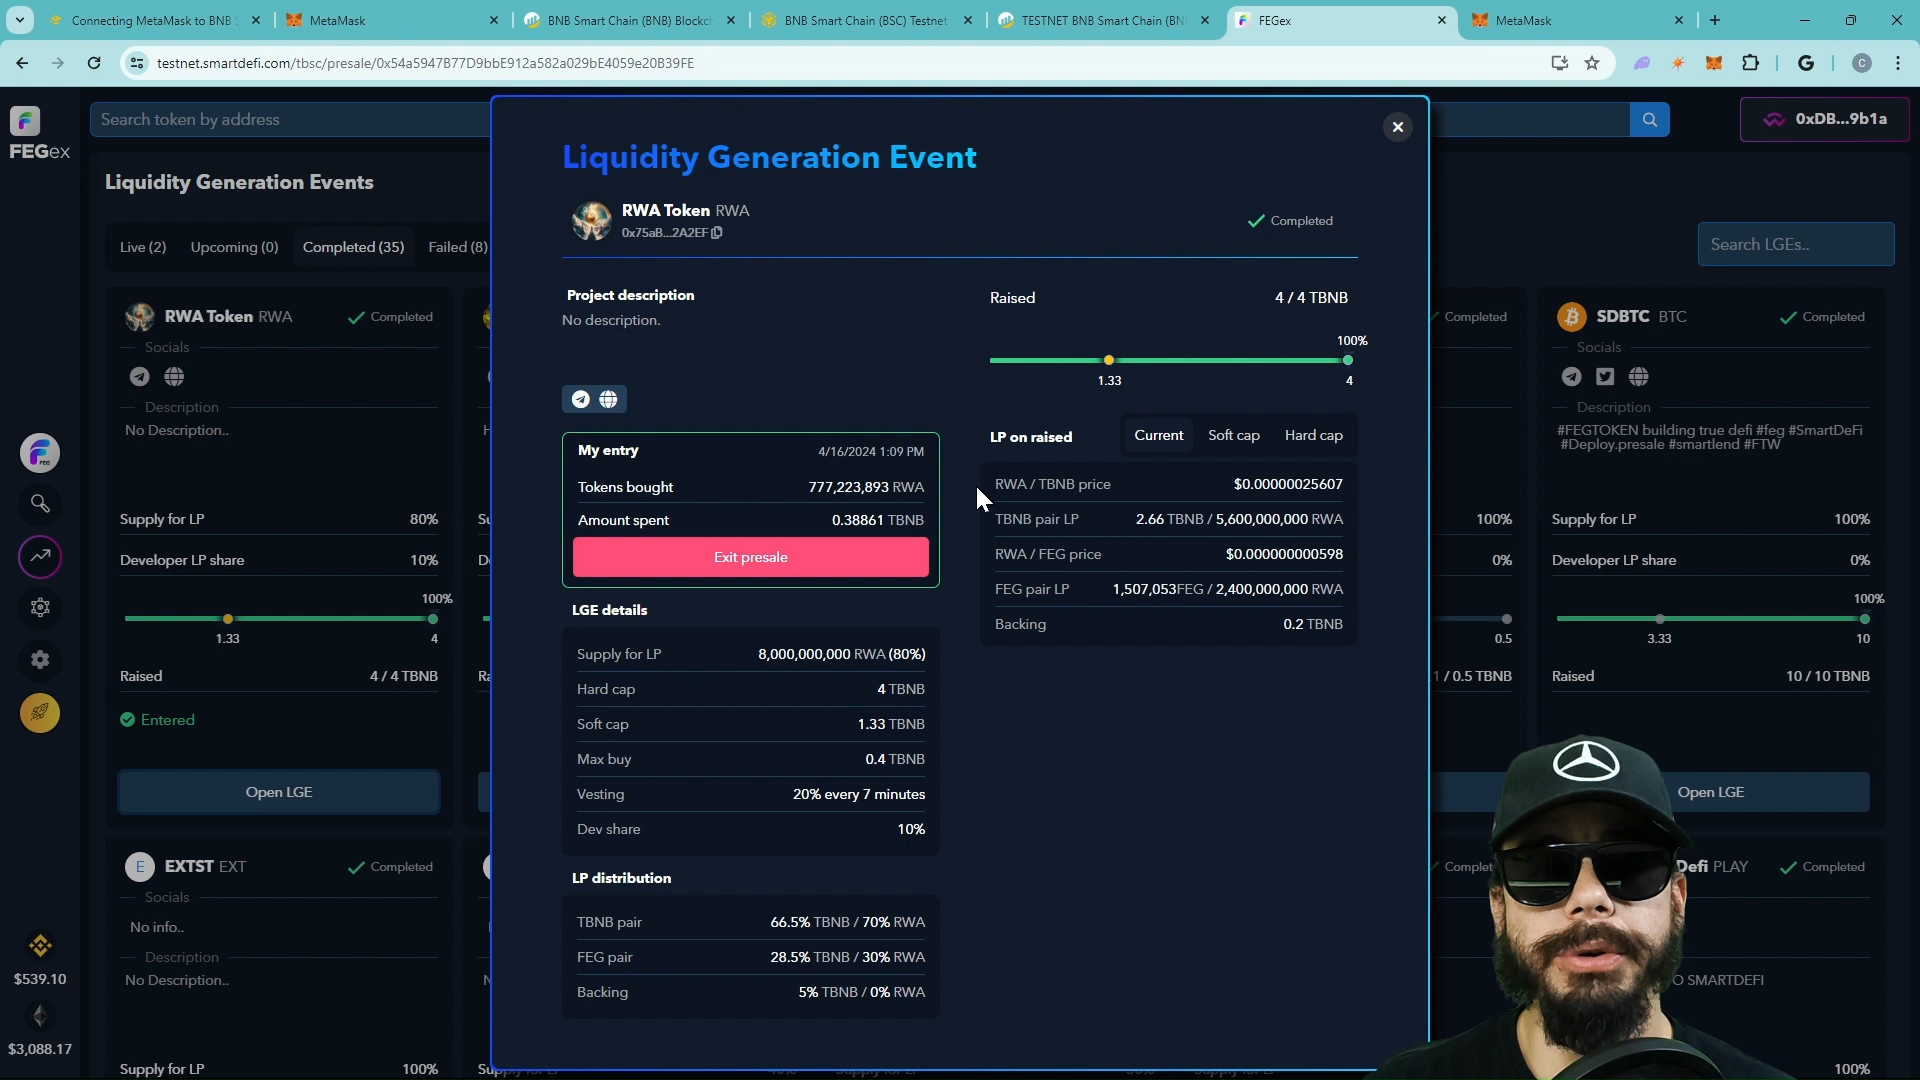 Connecting MetaMask to BNB S
MetaMask
BNB Smart Chain (BNB) Blockc
BNB Smart Chain (BSC) Testnet
TESTNET BNB Smart Chain (BN
FEGex
MetaMask
testnet.smartdefi.com/tbsc/presale/0x54a5947B77D9bbE912a582a029bE4059e20B39FE
G
C
FEGex
Search token by address
0xDB...9b1a
Liquidity Generation Events
Live (2)
Upcoming (0)
Completed (35)
Failed (8)
Search LGEs..
RWA Token RWA
Completed
Socials
Description
No Description..
Supply for LP
80%
Developer LP share
10%
100%
1.33
4
Raised
4 / 4 TBNB
Entered
Open LGE
E
EXTST EXT
Completed
Socials
No info..
Description
No Description..
Supply for LP
100%
FEG
$539.10
$3,088.17
Liquidity Generation Event
RWA Token RWA
0x75aB...2A2EF
Completed
Project description
No description.
My entry
4/16/2024 1:09 PM
Tokens bought
777,223,893 RWA
Amount spent
0.38861 TBNB
Exit presale
LGE details
Supply for LP
8,000,000,000 RWA (80%)
Hard cap
4 TBNB
Soft cap
1.33 TBNB
Max buy
0.4 TBNB
Vesting
20% every 7 minutes
Dev share
10%
LP distribution
TBNB pair
66.5% TBNB / 70% RWA
FEG pair
28.5% TBNB / 30% RWA
Backing
5% TBNB / 0% RWA
Raised
4 / 4 TBNB
100%
1.33
4
LP on raised
Current
Soft cap
Hard cap
RWA / TBNB price
$0.00000025607
TBNB pair LP
2.66 TBNB / 5,600,000,000 RWA
RWA / FEG price
$0.000000000598
FEG pair LP
1,507,053FEG / 2,400,000,000 RWA
Backing
0.2 TBNB
Completed
100%
0%
0.5
1 / 0.5 TBNB
SDBTC BTC
Completed
Socials
Description
#FEGTOKEN building true defi #feg #SmartDeFi
#Deploy.presale #smartlend #FTW
Supply for LP
100%
Developer LP share
0%
100%
3.33
10
Raised
10 / 10 TBNB
Open LGE
Complet
Defi PLAY
Completed
O SMARTDEFI
100%